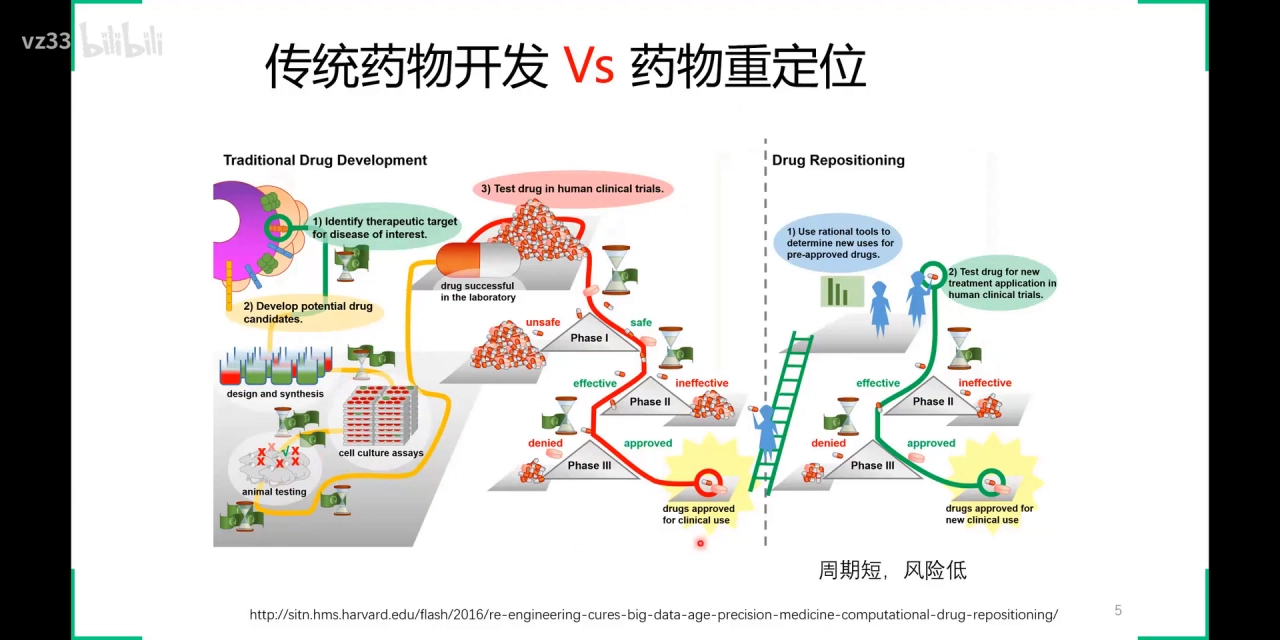 vz33 bilibili
传统药物开发 Vs 药物重定位
Traditional Drug Development
1) Identify therapeutic target
for disease of interest.
2) Develop potential drug
candidates.
design and synthesis
cell culture assays
animal testing
X X X X X X
3) Test drug in human clinical trials.
drug successful
in the laboratory
unsafe
safe
Phase I
effective
ineffective
Phase II
denied
approved
Phase III
drugs approved
for clinical use
Drug Repositioning
1) Use rational tools to
determine new uses for
pre-approved drugs.
2) Test drug for new
treatment application in
human clinical trials.
effective
ineffective
Phase II
denied
approved
Phase III
drugs approved for
new clinical use
周期短，风险低
http://sitn.hms.harvard.edu/flash/2016/re-engineering-cures-big-data-age-precision-medicine-computational-drug-repositioning/
5